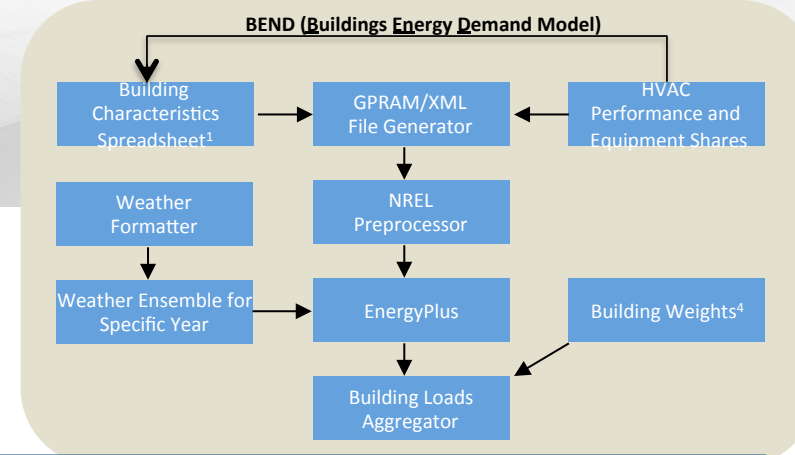 BEND (Buildings Energy Demand Model)
Building
Characteristics
Spreadsheet¹
GPRAM/XML
File Generator
HVAC
Performance and
Equipment Shares
Weather
Formatter
NREL
Preprocessor
Weather Ensemble for
Specific Year
EnergyPlus
Building Weights⁴
Building Loads
Aggregator